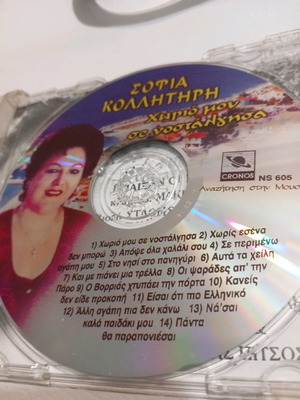 ΣΟΦΙΑ
ΚΟΛΛΗΤΗΡΗ
Χωριό μου
σε νοστάλγησα
CRONOS NS 605
Αναζήτηση στην Μουσ
1) Χωριό μου σε νοστάλγησα 2) Χωρίς εσένα
δεν μπορώ 3) Απόψε όλα χαλάλι σου 4) Σε περιμένω
αγάπη μου 5) Στο νησί στο πανηγύρι 6) Αυτά τα χείλη
7) Και με πιάνει μια τρέλλα 8) Οι ψαράδες απ' την
Πάρο 9) Ο Βορριάς χτυπάει την πόρτα 10) Κανείς
δεν είδε προκοπή 11) Είσαι ότι πιο Ελληνικό
12) Άλλη αγάπη πια δεν κάνω 13) Νά'σαι
καλό παιδάκι μου 14) Πάντα
θα παραπονιέσαι